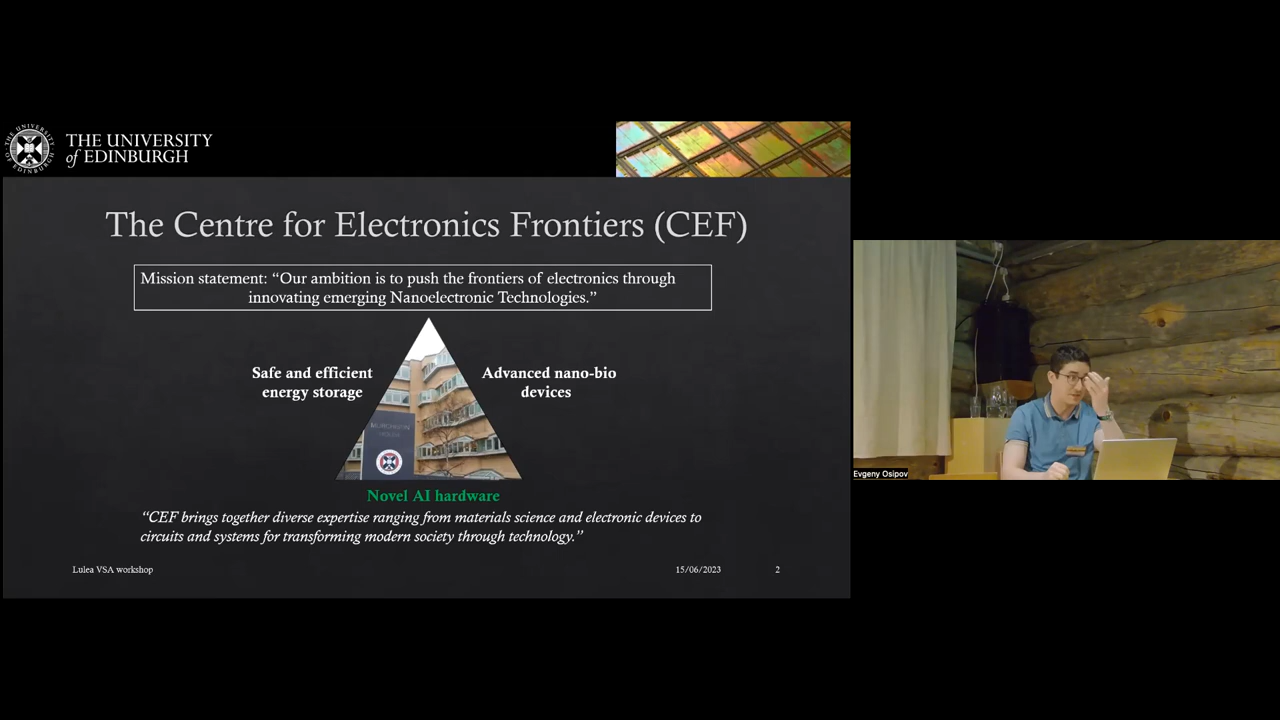 THE UNIVERSITY
of EDINBURGH
The Centre for Electronics Frontiers (CEF)
Mission statement: “Our ambition is to push the frontiers of electronics through
innovating emerging Nanoelectronic Technologies.”
Safe and efficient
energy storage
Advanced nano-bio
devices
MURCHISON
HOUSE
Novel AI hardware
“CEF brings together diverse expertise ranging from materials science and electronic devices to
circuits and systems for transforming modern society through technology.”
Lulea VSA workshop
15/06/2023
2
Evgeny Osipov